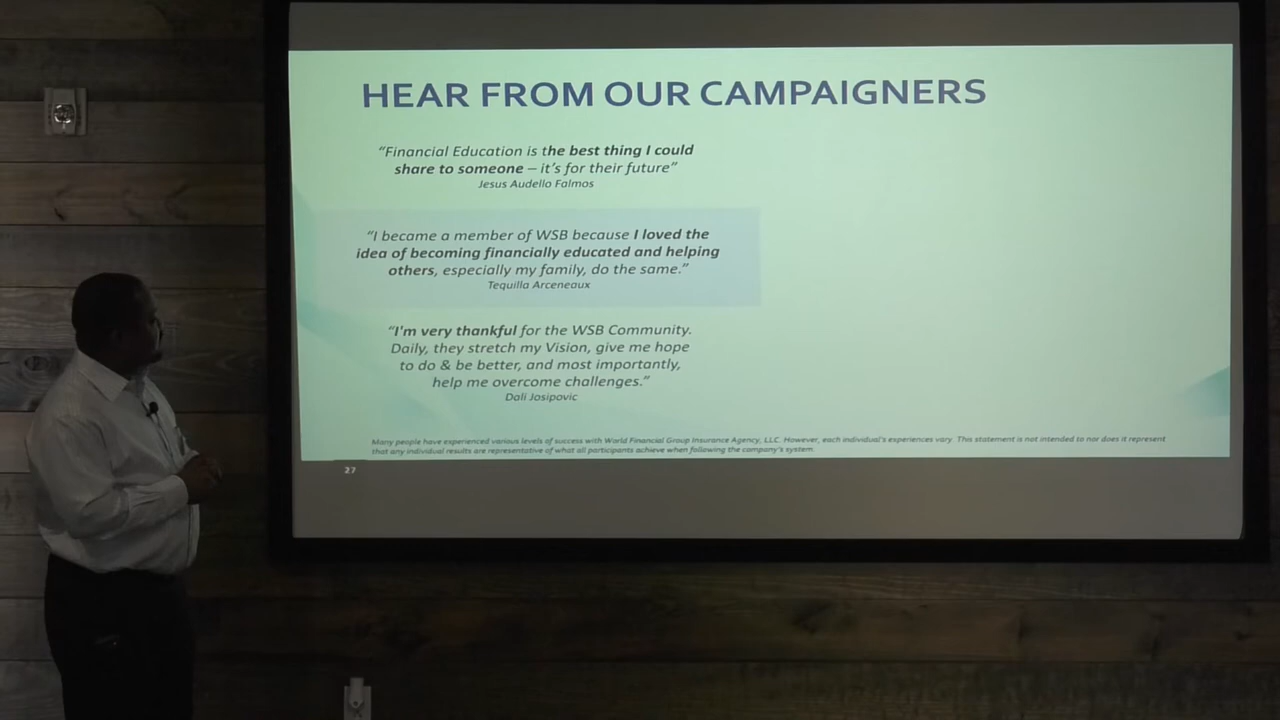 HEAR FROM OUR CAMPAIGNERS
“Financial Education is the best thing I could
share to someone – it’s for their future”
Jesus Audello Falmos
“I became a member of WSB because I loved the
idea of becoming financially educated and helping
others, especially my family, do the same.”
Tequilla Arceneaux
“I'm very thankful for the WSB Community.
Daily, they stretch my Vision, give me hope
to do & be better, and most importantly,
help me overcome challenges.”
Dali Josipovic
Many people have experienced various levels of success with World Financial Group Insurance Agency, LLC. However, each individual's experiences vary. This statement is not intended to nor does it represent
that any individual results are representative of what all participants achieve when following the company's system.
27